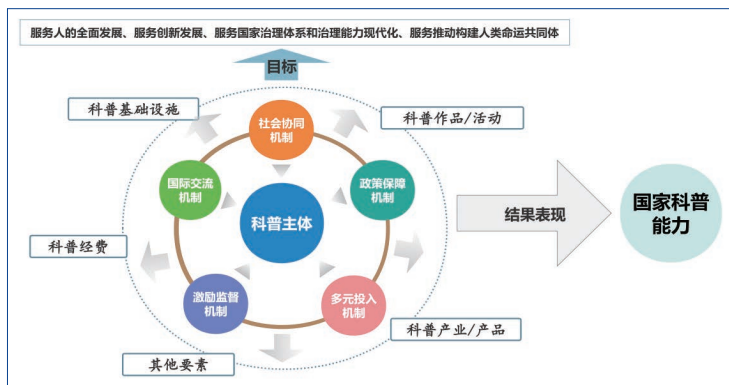 服务人的全面发展、服务创新发展、服务国家治理体系和治理能力现代化、服务推动构建人类命运共同体
目标
科普基础设施
科普作品/活动
社会协同
机制
国际交流
机制
政策保障
机制
科普主体
结果表现
国家科普
能力
科普经费
激励监督
机制
多元投入
机制
科普产业/产品
其他要素